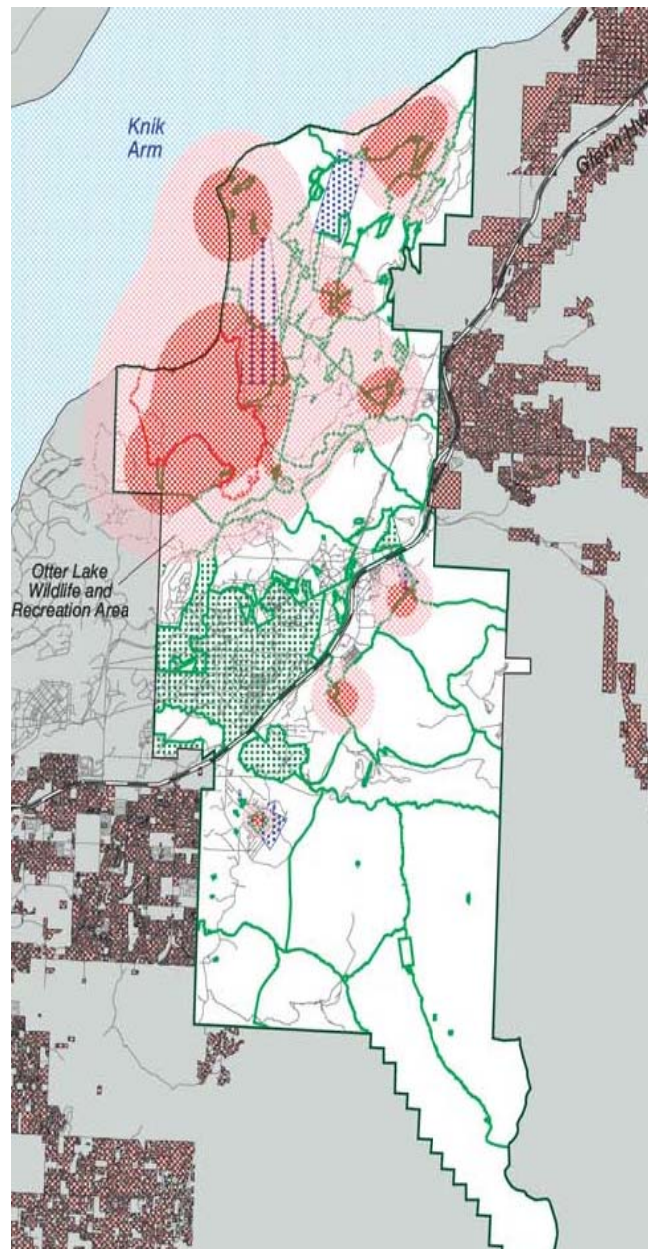 Knik
Arm
Glenn Hwy
Otter Lake
Wildlife and
Recreation Area